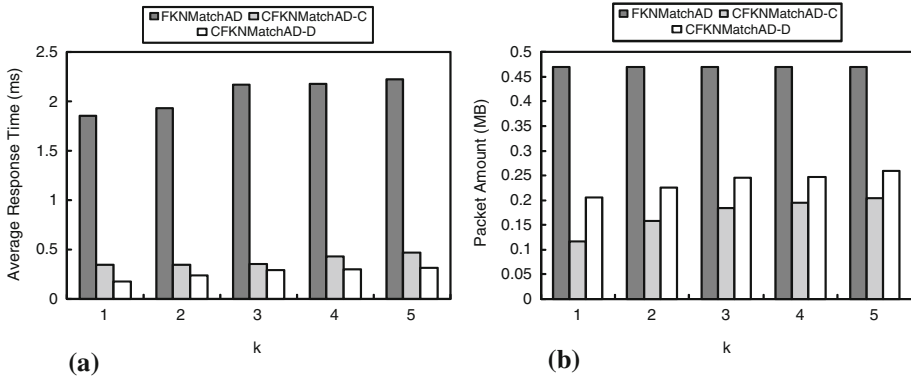 FKNMatchAD CFKNMatchAD-C
CFKNMatchAD-D
Average Response Time (ms)
2.5
2
1.5
1
0.5
0
1 2 3 4 5
k
(a)
FKNMatchAD CFKNMatchAD-C
CFKNMatchAD-D
Packet Amount (MB)
0.5
0.45
0.4
0.35
0.3
0.25
0.2
0.15
0.1
0.05
0
1 2 3 4 5
k
(b)